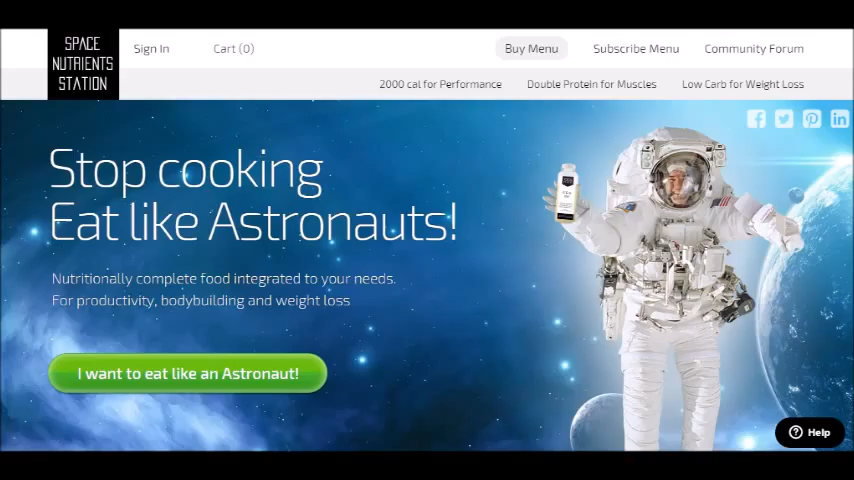 SPACE
NUTRIENTS
STATION
Sign In
Cart (0)
Buy Menu
Subscribe Menu
Community Forum
2000 cal for Performance
Double Protein for Muscles
Low Carb for Weight Loss
Stop cooking
Eat like Astronauts!
Nutritionally complete food integrated to your needs.
For productivity, bodybuilding and weight loss
I want to eat like an Astronaut!
Help